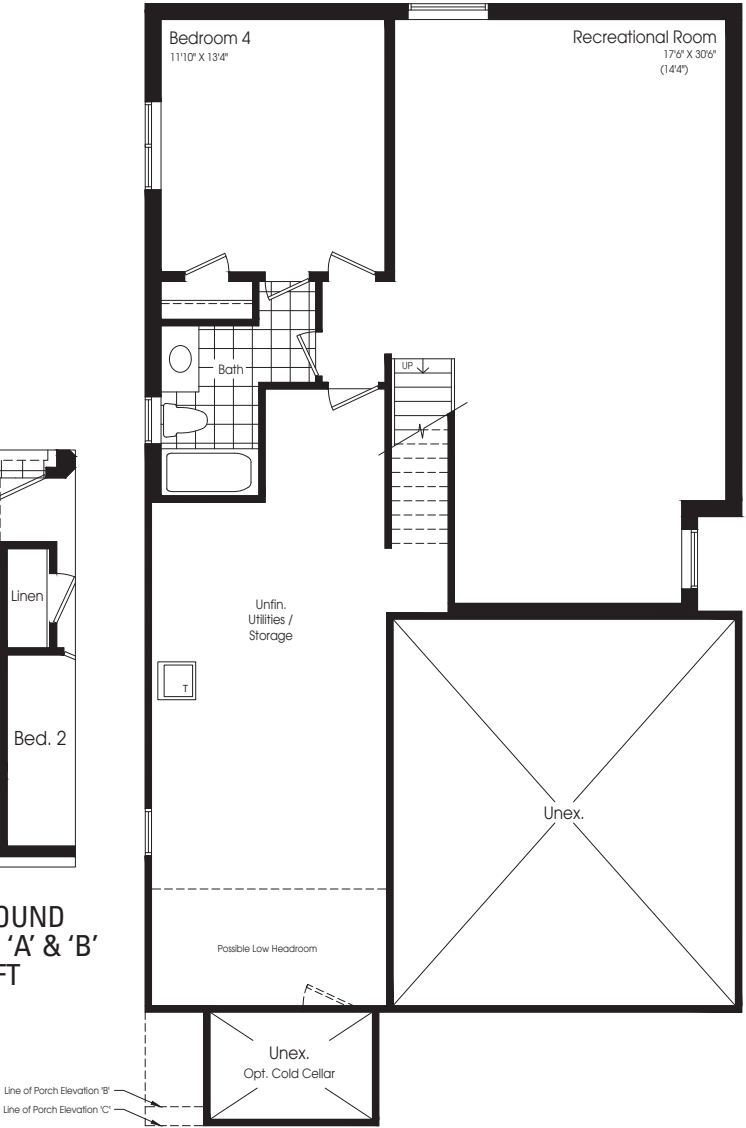 Bedroom 4
11'10" X 13'4"
Recreational Room
17'6" X 30'6"
(14'4")
UP
Bath
Linen
Bed. 2
Unfin.
Utilities /
Storage
T
Unex.
OUND
'A' & 'B'
FT
Possible Low Headroom
Unex.
Opt. Cold Cellar
Line of Porch Elevation 'B'
Line of Porch Elevation 'C'